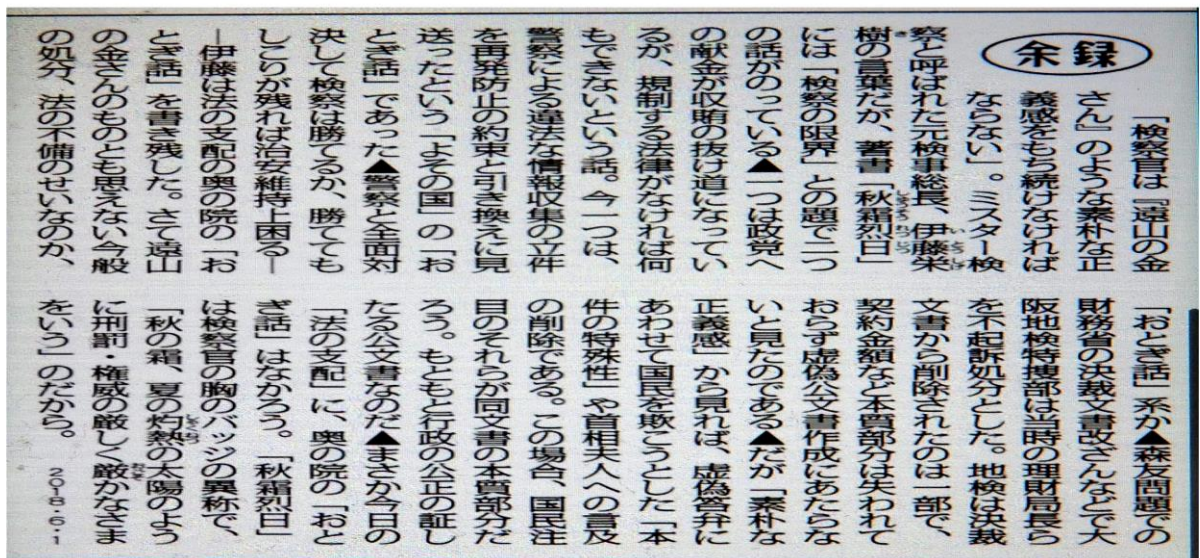 余録
「検察官は『遠山の金
さん』のような素朴な正
義感をもち続けなければ
ならない」。ミスター検
察と呼ばれた元検事総長、伊藤栄
樹の言葉だが、著書「秋霜烈日」
には「検察の限界」との題で二つ
の話がのっている▲一つは政党へ
の献金が収賄の抜け道になってい
るが、規制する法律がなければ何
もできないという話。今一つは、
警察による違法な情報収集の立件
を再発防止の約束と引き換えに見
送ったという「よその国」の「お
とぎ話」であった▲警察と全面対
決して検察は勝てるか、勝てても
しこりが残れば治安維持上困る―
―伊藤は法の支配の奥の院の「お
とぎ話」を書き残した。さて遠山
の金さんのものとも思えない今般
の処分、法の不備のせいなのか、
「おとぎ話」系か▲森友問題での
財務省の決裁文書改ざんなどで大
阪地検特捜部は当時の理財局長ら
を不起訴処分とした。地検は決裁
文書から削除されたのは一部で、
契約金額など本質部分は失われて
おらず虚偽公文書作成にあたらな
いと見たのである▲だが「素朴な
正義感」から見れば、虚偽答弁に
あわせて国民を欺こうとした「本
件の特殊性」や首相夫人への言及
の削除である。この場合、国民注
目のそれらが同文書の本質部分だ
ろう。もともと行政の公正の証し
たる公文書なのだ▲まさか今日の
「法の支配」に、奥の院の「おと
ぎ話」はなかろう。「秋霜烈日」
は検察官の胸のバッジの異称で、
「秋の霜、夏の灼熱の太陽のよう
に刑罰・権威の厳しく厳かなさま
をいう」のだから。
2018・6・1